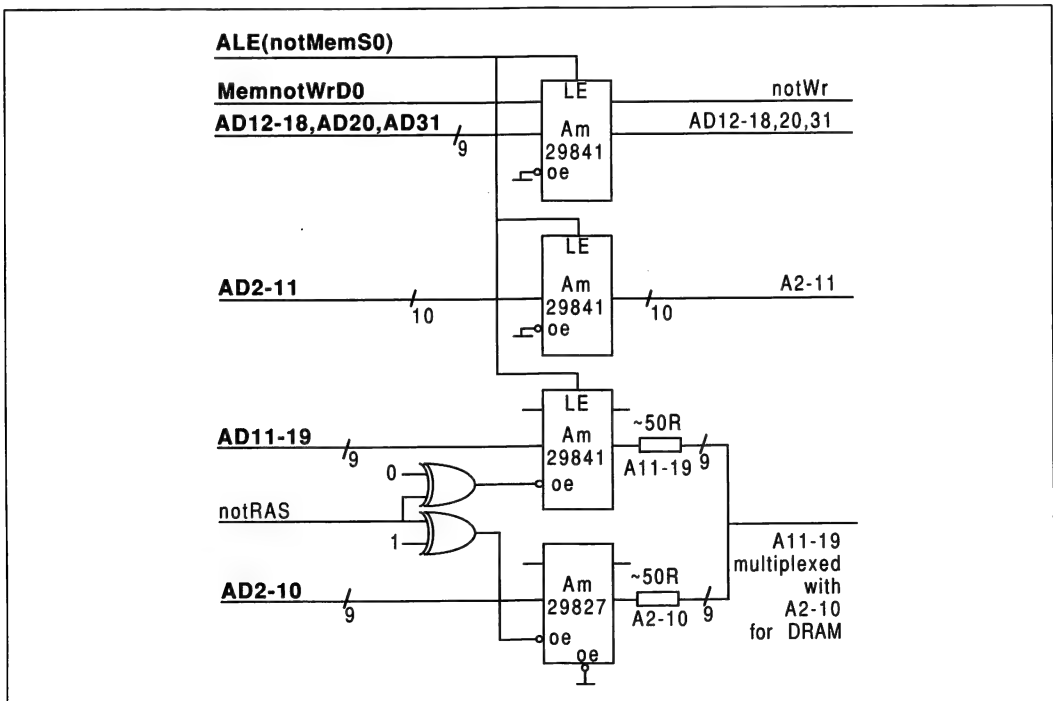 ALE(notMemS0)
MemnotWrD0
LE
notWr
AD12-18,AD20,AD31
9
Am
29841
AD12-18,20,31
oe
LE
AD2-11
10
Am
29841
oe
10
A2-11
LE
AD11-19
9
Am
29841
oe
~50R
A11-19
9
0
notRAS
1
A11-19
multiplexed
with
A2-10
for DRAM
AD2-10
9
Am
29827
oe
oe
~50R
A2-10
9